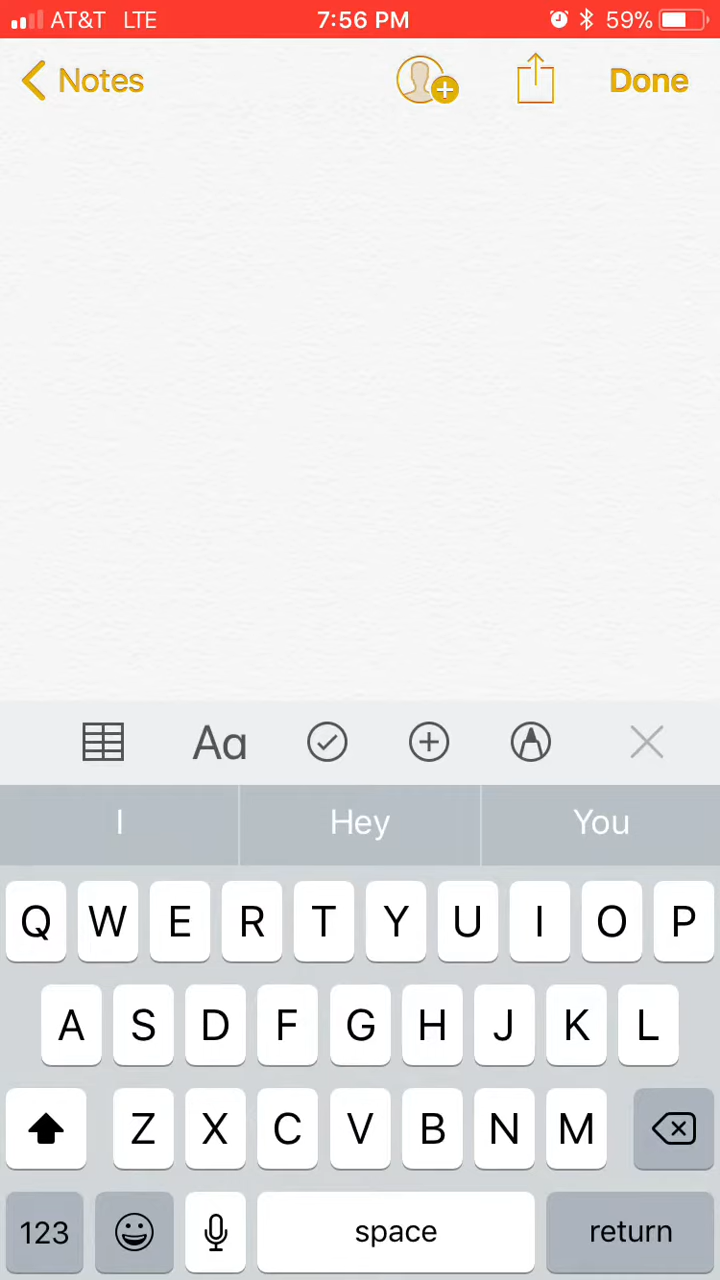 AT&T LTE 7:56 PM 59%
Notes Done
Aa
I Hey You
Q W E R T Y U I O P
A S D F G H J K L
Z X C V B N M
123 space return